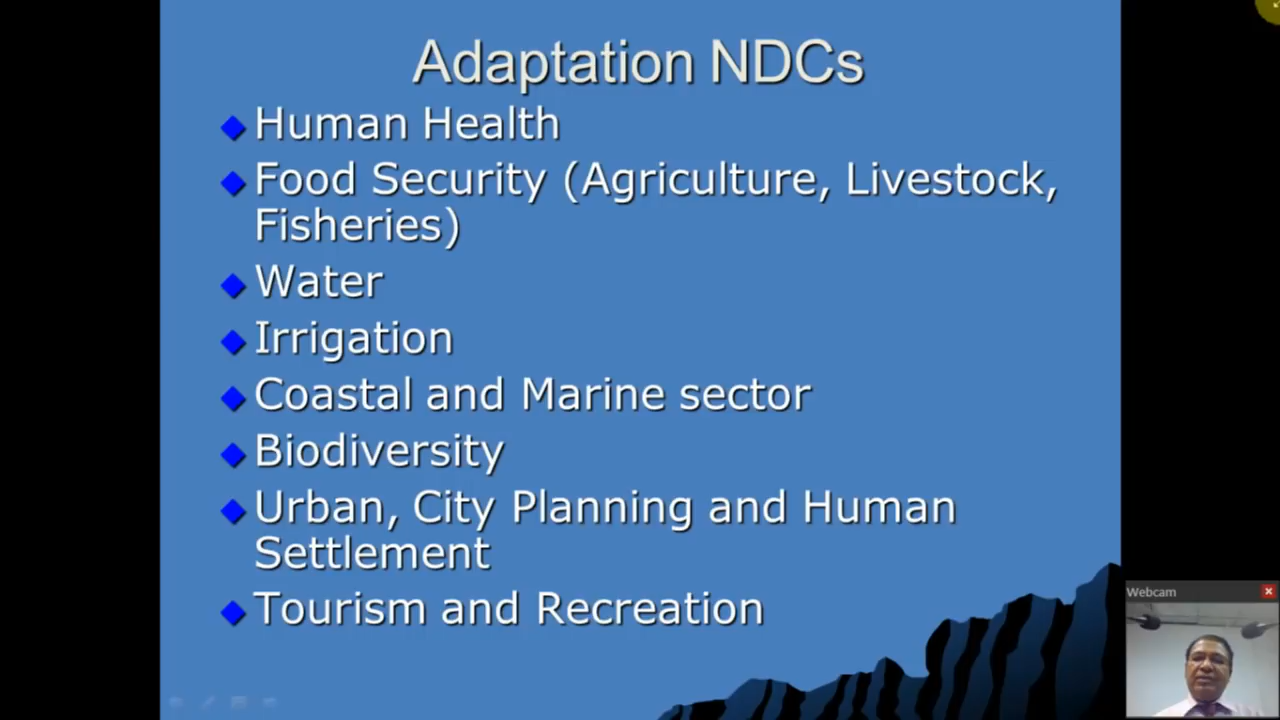 Adaptation NDCs
Human Health
Food Security (Agriculture, Livestock,
Fisheries)
Water
Irrigation
Coastal and Marine sector
Biodiversity
Urban, City Planning and Human
Settlement
Tourism and Recreation
Webcam